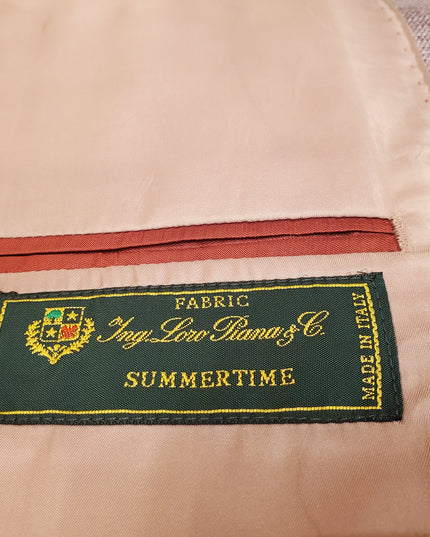 FABRIC
Ing. Loro Piana & C.
SUMMERTIME
MADE IN ITALY